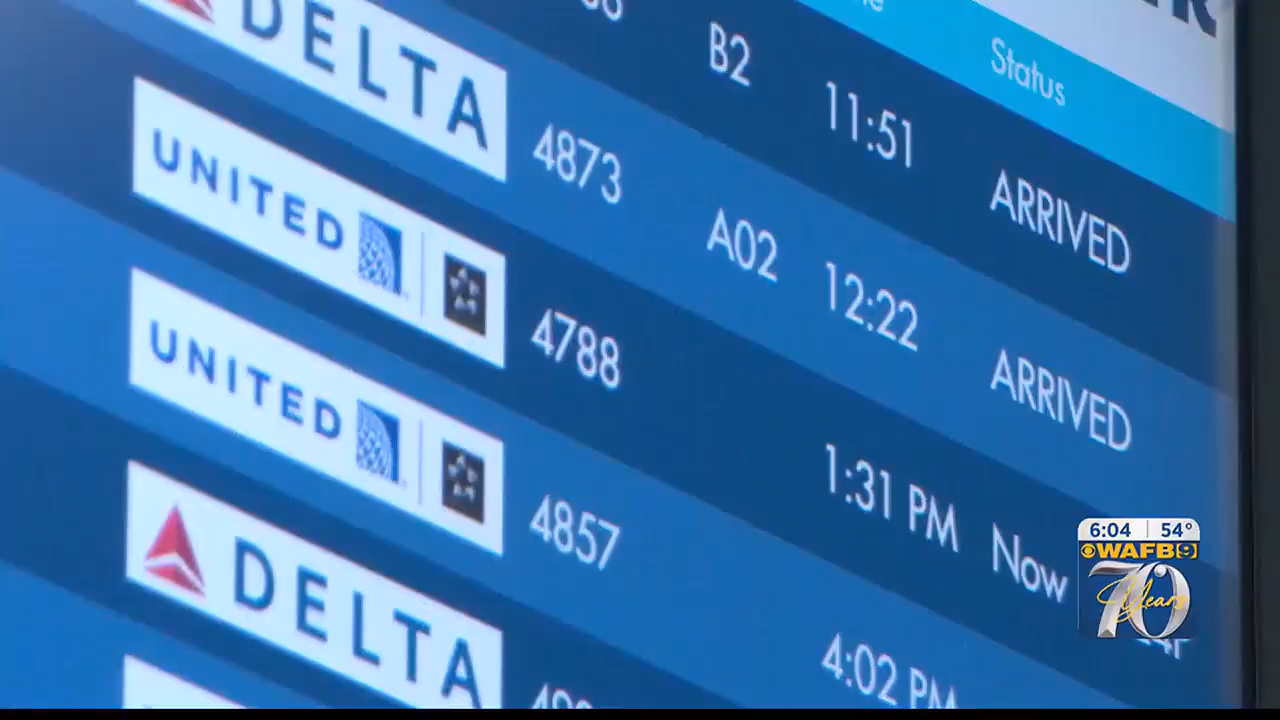 Status
B2 11:51 ARRIVED
DELTA 4873 A02 12:22 ARRIVED
UNITED 4788 1:31 PM Now
UNITED 4857 4:02 PM
DELTA
6:04 54°
WAFB 9
70 Years